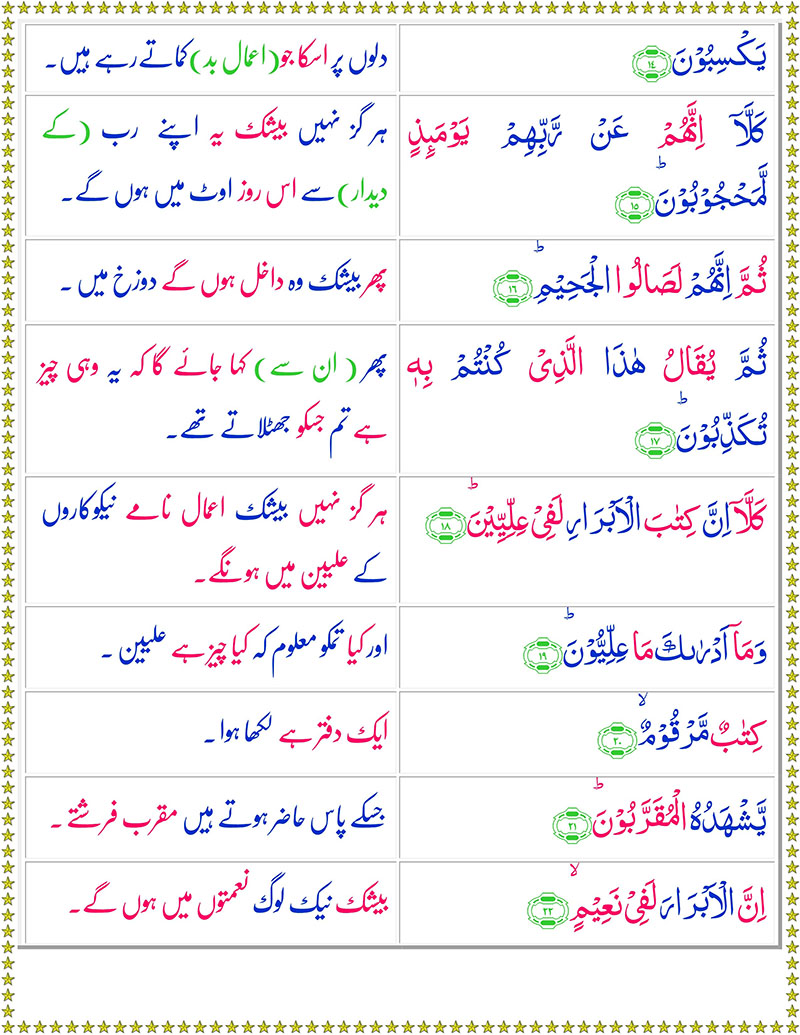 يَكْسِبُوْنَ ١٤
دلوں پر اسکا جو (اعمال بد) کماتے رہے ہیں۔
كَلَّاۤ اِنَّهُمْ عَنْ رَّبِّهِمْ يَوْمَئِذٍ
لَّمَحْجُوْبُوْنَ ؕ ١٥
ہر گز نہیں بیشک یہ اپنے رب (کے
دیدار) سے اس روز اوٹ میں ہوں گے۔
ثُمَّ اِنَّهُمْ لَصَالُوا الْجَحِيْمِ ؕ ١٦
پھر بیشک وہ داخل ہوں گے دوزخ میں ۔
ثُمَّ يُقَالُ هٰذَا الَّذِىْ كُنْتُمْ بِهٖ
تُكَذِّبُوْنَ ؕ ١٧
پھر ( ان سے) کہا جائے گا کہ یہ وہی چیز
ہے تم جسکو جھٹلاتے تھے۔
كَلَّاۤ اِنَّ كِتٰبَ الْاَبْرَارِ لَفِىْ عِلِّيِّيْنَ ؕ ١٨
ہر گز نہیں بیشک اعمال نامے نیکوکاروں
کے علیین میں ہونگے۔
وَمَاۤ اَدْرٰٮكَ مَا عِلِّيُّوْنَ ؕ ١٩
اور کیا تمکو معلوم کہ کیا چیز ہے علیین ۔
كِتٰبٌ مَّرْقُوْمٌ ۙ ٢٠
ایک دفتر ہے لکھا ہوا ۔
يَّشْهَدُهُ الْمُقَرَّبُوْنَ ؕ ٢١
جسکے پاس حاضر ہوتے ہیں مقرب فرشتے ۔
اِنَّ الْاَبْرَارَ لَفِىْ نَعِيْمٍ ۙ ٢٢
بیشک نیک لوگ نعمتوں میں ہوں گے۔